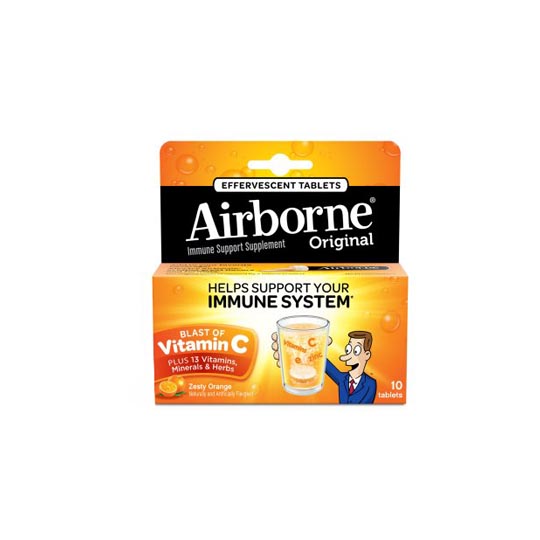 EFFERVESCENT TABLETS
Airborne®
Immune Support Supplement
Original
HELPS SUPPORT YOUR
IMMUNE SYSTEM*
BLAST OF
Vitamin C
PLUS 13 Vitamins,
Minerals & Herbs
Zesty Orange
Naturally and Artificially Flavored
Vitamin C
10
tablets